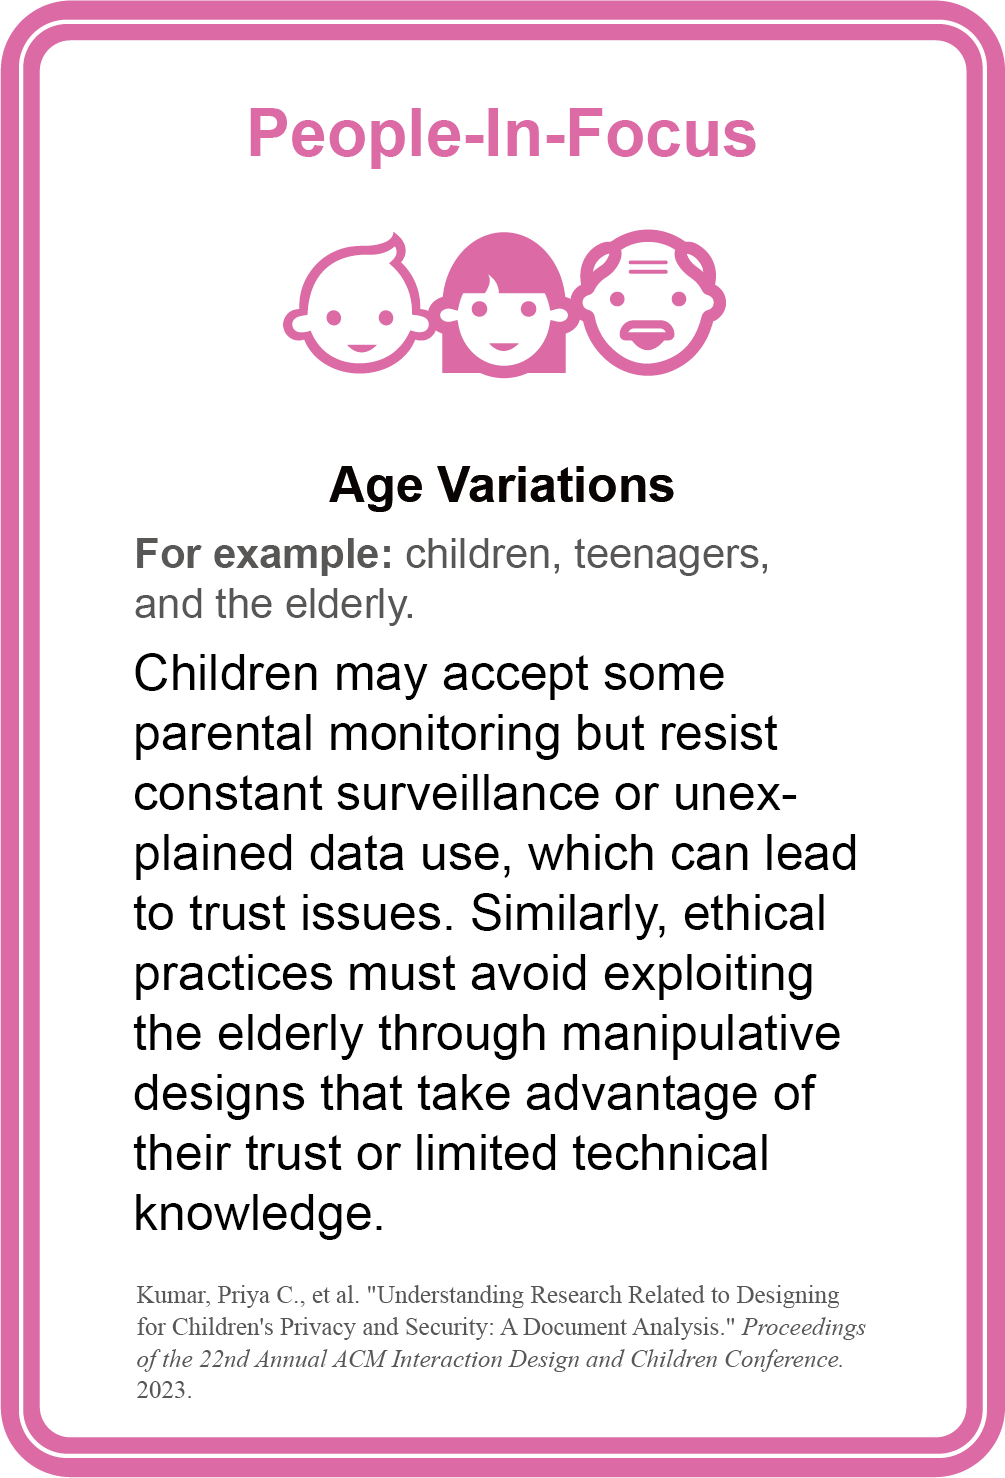 People-In-Focus
Age Variations
For example: children, teenagers,
and the elderly.
Children may accept some
parental monitoring but resist
constant surveillance or unex-
plained data use, which can lead
to trust issues. Similarly, ethical
practices must avoid exploiting
the elderly through manipulative
designs that take advantage of
their trust or limited technical
knowledge.
Kumar, Priya C., et al. "Understanding Research Related to Designing
for Children's Privacy and Security: A Document Analysis." Proceedings
of the 22nd Annual ACM Interaction Design and Children Conference.
2023.